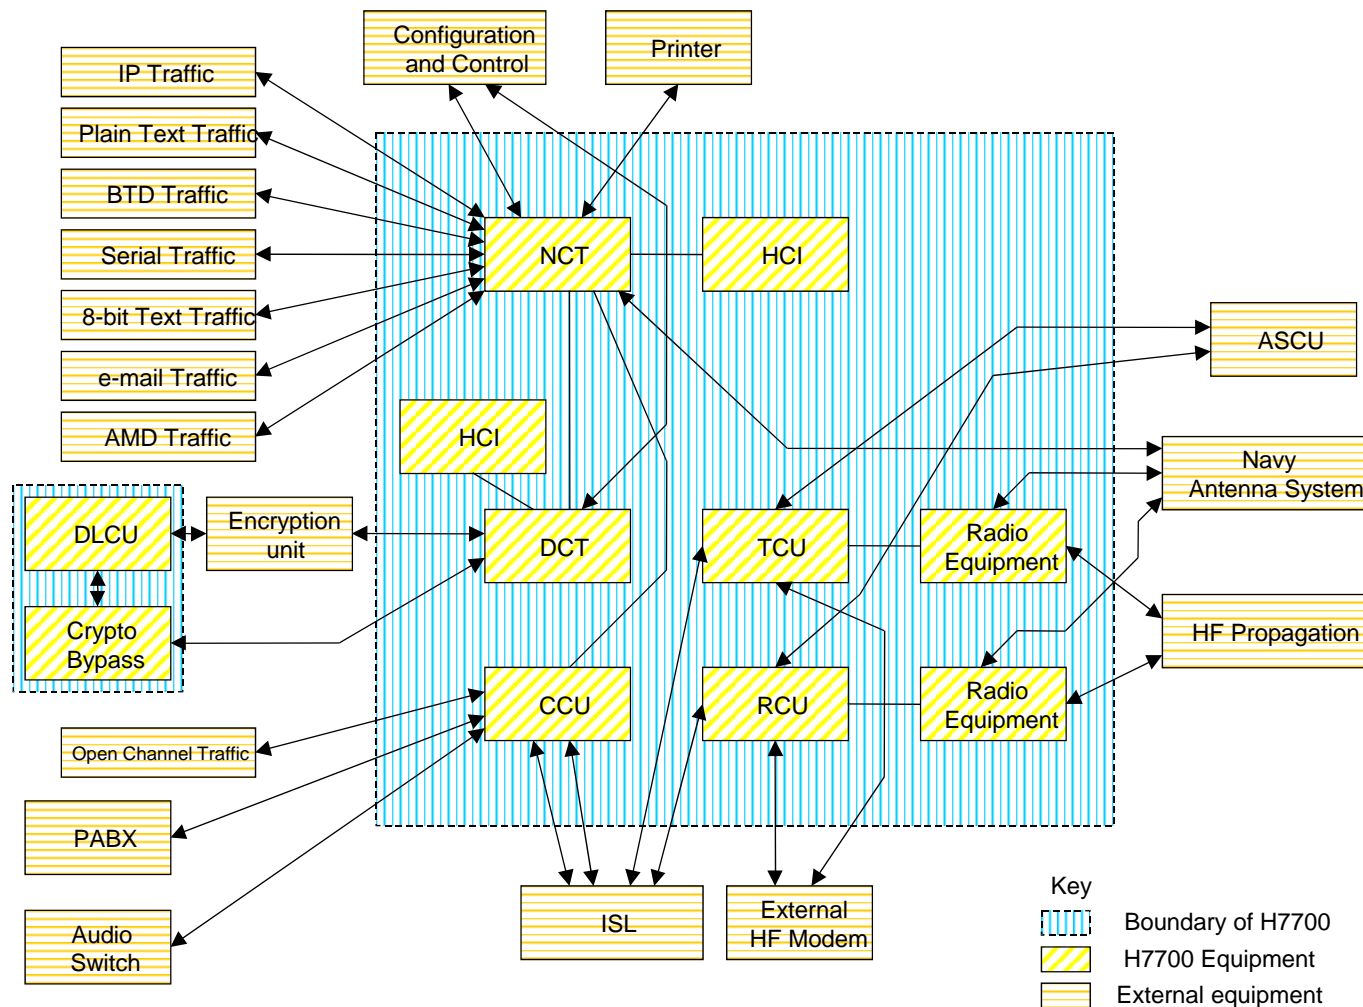 Configuration
and Control
Printer
IP Traffic
Plain Text Traffic
BTD Traffic
Serial Traffic
8-bit Text Traffic
e-mail Traffic
AMD Traffic
NCT
HCI
ASCU
HCI
Navy
Antenna System
DLCU
Encryption
unit
DCT
TCU
Radio
Equipment
Crypto
Bypass
HF Propagation
CCU
RCU
Radio
Equipment
Open Channel Traffic
PABX
Audio
Switch
ISL
External
HF Modem
Key
Boundary of H7700
H7700 Equipment
External equipment